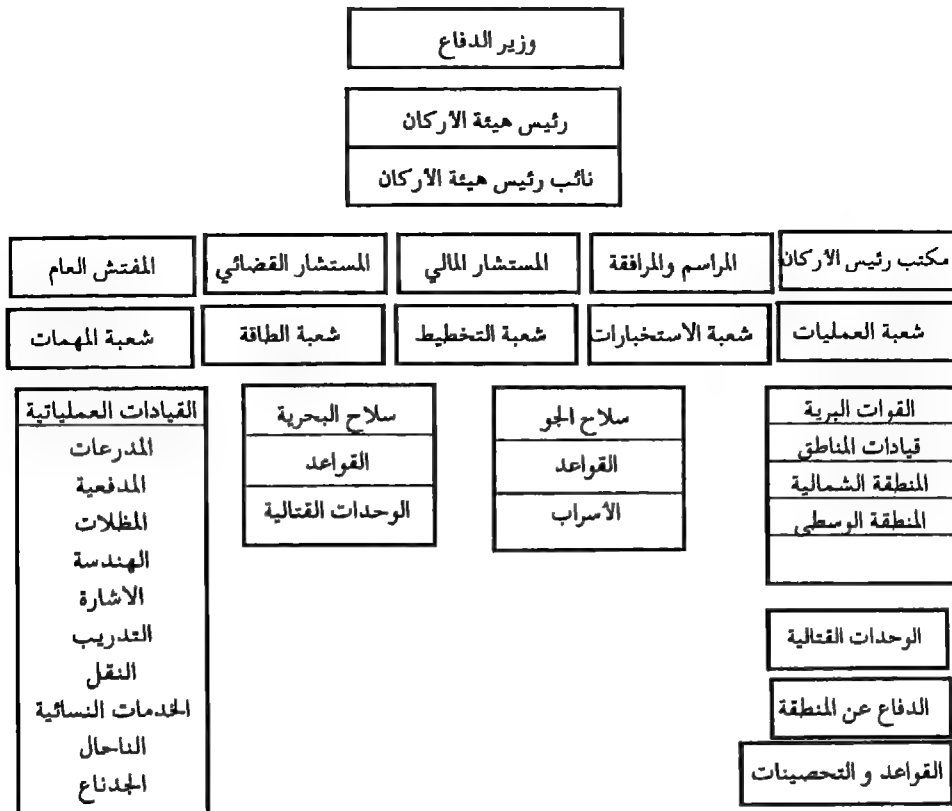 وزير الدفاع
رئيس هيئة الأركان
نائب رئيس هيئة الأركان
مكتب رئيس الأركان
المراسم والمرافقة
المستشار المالي
المستشار القضائي
المفتش العام
شعبة العمليات
شعبة الاستخبارات
شعبة التخطيط
شعبة الطاقة
شعبة المهمات
القوات البرية
قيادات المناطق
المنطقة الشمالية
المنطقة الوسطى
الوحدات القتالية
الدفاع عن المنطقة
القواعد و التحصينات
سلاح الجو
القواعد
الأسراب
سلاح البحرية
القواعد
الوحدات القتالية
القيادات العملياتية
المدرعات
المدفعية
المظلات
الهندسة
الاشارة
التدريب
النقل
الخدمات النسائية
الناحال
الجدناع